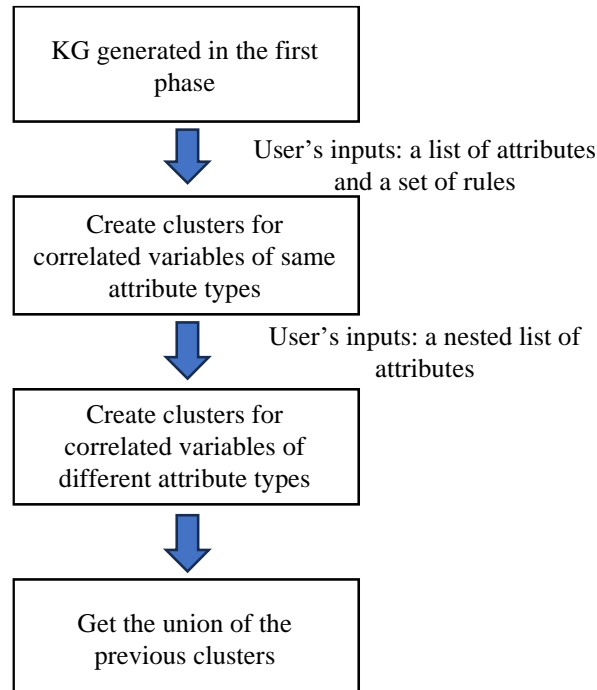 KG generated in the first
phase
User's inputs: a list of attributes
and a set of rules
Create clusters for
correlated variables of same
attribute types
User's inputs: a nested list of
attributes
Create clusters for
correlated variables of
different attribute types
Get the union of the
previous clusters